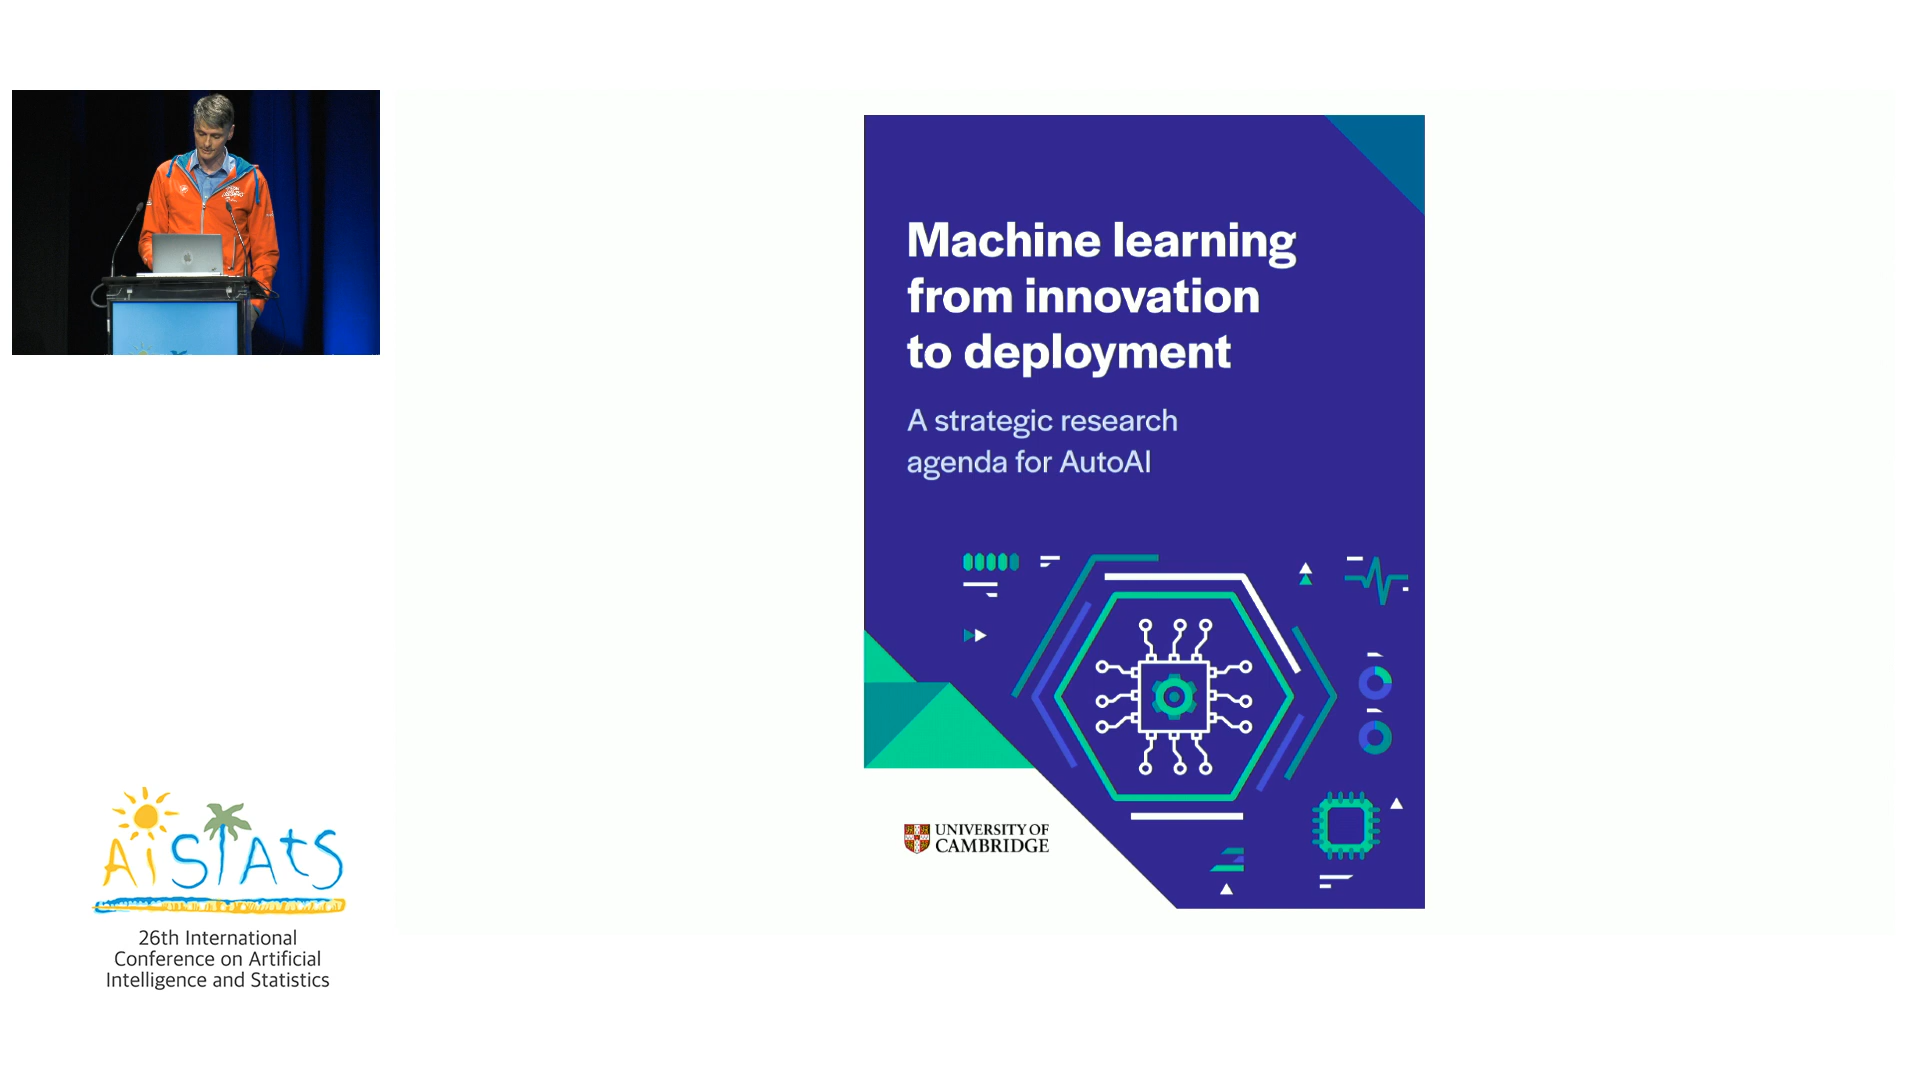 Machine learning
from innovation
to deployment
A strategic research
agenda for AutoAI
UNIVERSITY OF
CAMBRIDGE
AiSTAtS
26th International
Conference on Artificial
Intelligence and Statistics